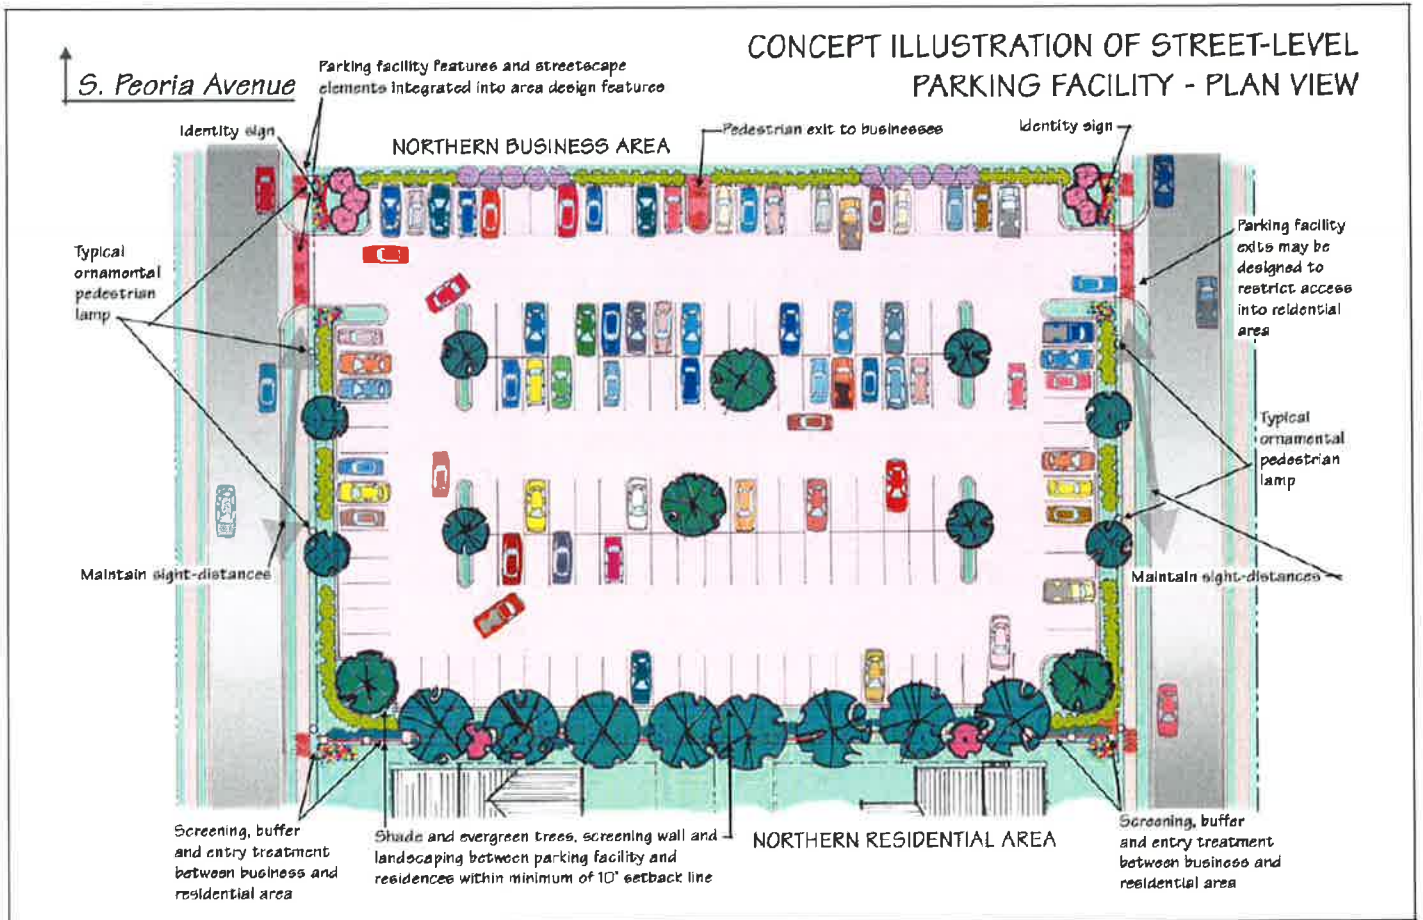 CONCEPT ILLUSTRATION OF STREET-LEVEL
PARKING FACILITY - PLAN VIEW
S. Peoria Avenue
Parking facility features and streetscape
elements integrated into area design features
Identity sign
NORTHERN BUSINESS AREA
Pedestrian exit to businesses
Identity sign
Typical
ornamental
pedestrian
lamp
Parking facility
exits may be
designed to
restrict access
into reidential
area
Typical
ornamental
pedestrian
lamp
Maintain sight-distances
Maintain sight-distances
Screening, buffer
and entry treatment
between business and
residential area
Shade and evergreen trees, screening wall and
landscaping between parking facility and
residences within minimum of 10' setback line
NORTHERN RESIDENTIAL AREA
Screening, buffer
and entry treatment
between business and
residential area